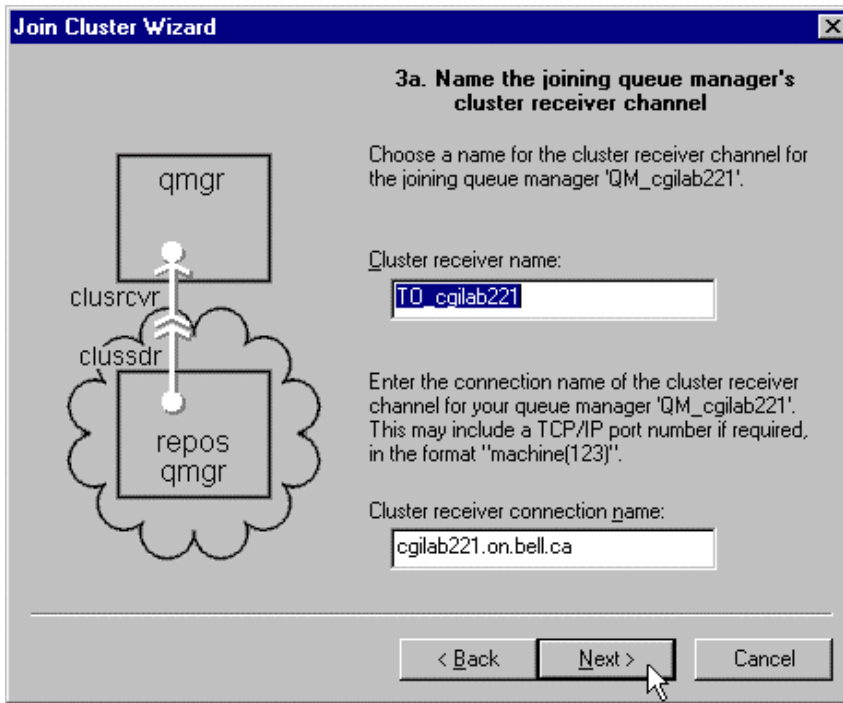 Join Cluster Wizard
3a. Name the joining queue manager's
cluster receiver channel
Choose a name for the cluster receiver channel for
the joining queue manager 'QM_cgilab221'.
qmgr
Cluster receiver name:
TO_cgilab221
clusrcvr
clussdr
repos
qmgr
Enter the connection name of the cluster receiver
channel for your queue manager 'QM_cgilab221'.
This may include a TCP/IP port number if required,
in the format "machine(123)".
Cluster receiver connection name:
cgilab221.on.bell.ca
< Back
Next >
Cancel